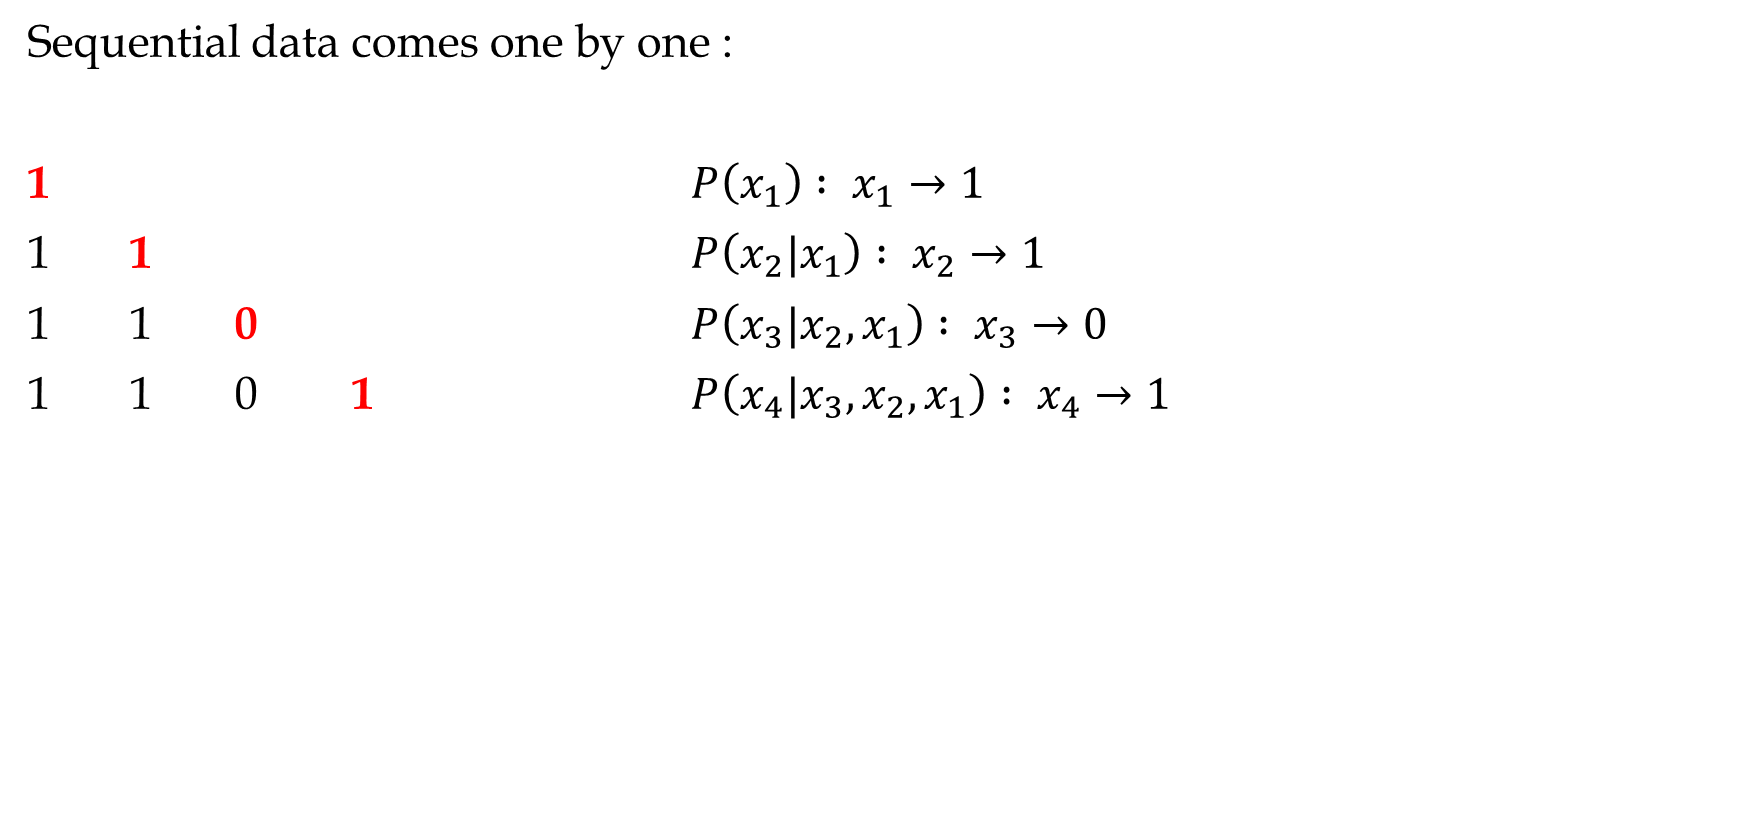 Sequential data comes one by one :
1 P(x₁) : x₁ → 1
1 1 P(x₂|x₁) : x₂ → 1
1 1 0 P(x₃|x₂, x₁) : x₃ → 0
1 1 0 1 P(x₄|x₃, x₂, x₁) : x₄ → 1